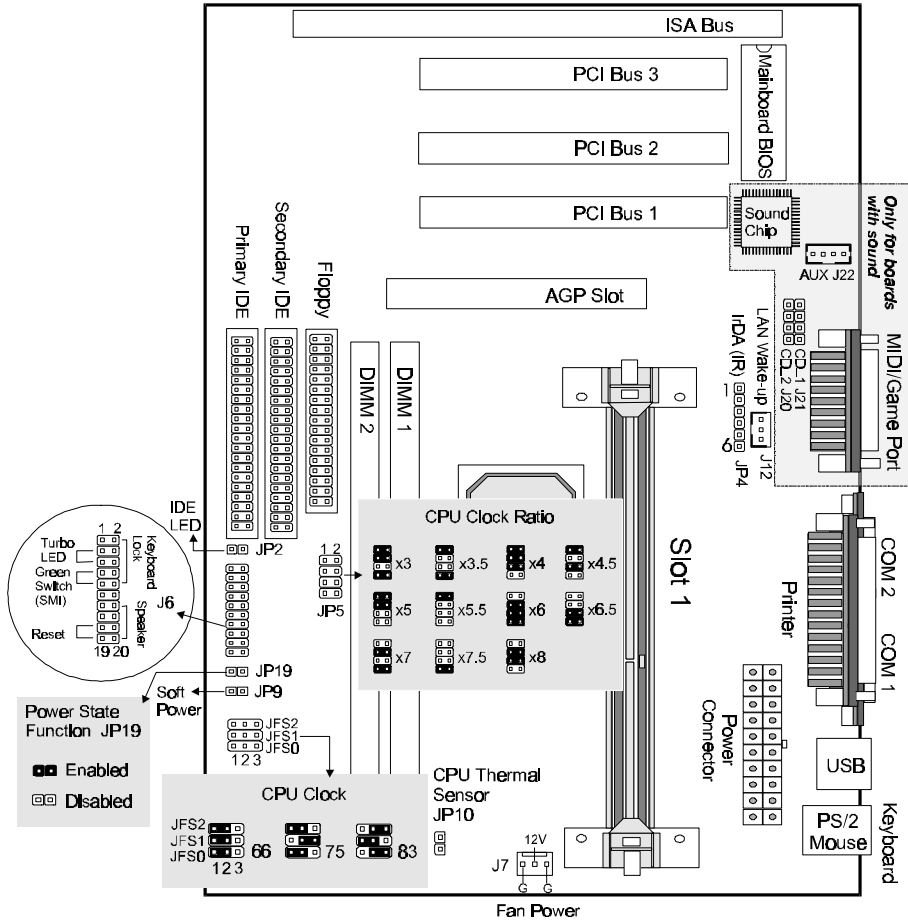 ISA Bus
PCI Bus 3
Mainboard BIOS
PCI Bus 2
PCI Bus 1
Sound
Chip
Only for boards
with sound
AUX J22
AGP Slot
Primary IDE
Secondary IDE
Floppy
DIMM 2
DIMM 1
LAN Wake-up
IrDA (IR)
1
6
JP4
J12
CD_1 J21
CD_2 J20
MIDI/Game Port
IDE
LED
JP2
1 2
Turbo
LED
Green
Switch
(SMI)
Reset
Keyboard
Lock
Speaker
19 20
J6
1 2
JP5
CPU Clock Ratio
x3
x3.5
x4
x4.5
x5
x5.5
x6
x6.5
x7
x7.5
x8
Slot 1
Printer
COM 2
COM 1
JP19
Soft
Power
JP9
Power State
Function JP19
Enabled
Disabled
JFS2
JFS1
JFS0
1 2 3
CPU Clock
JFS2
JFS1
JFS0
1 2 3
66
75
83
CPU Thermal
Sensor
JP10
Power
Connector
USB
PS/2
Mouse
Keyboard
12V
J7
G G
Fan Power